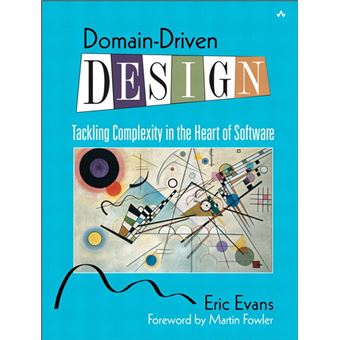 Domain-Driven
DESIGN
Tackling Complexity in the Heart of Software
Eric Evans
Foreword by Martin Fowler